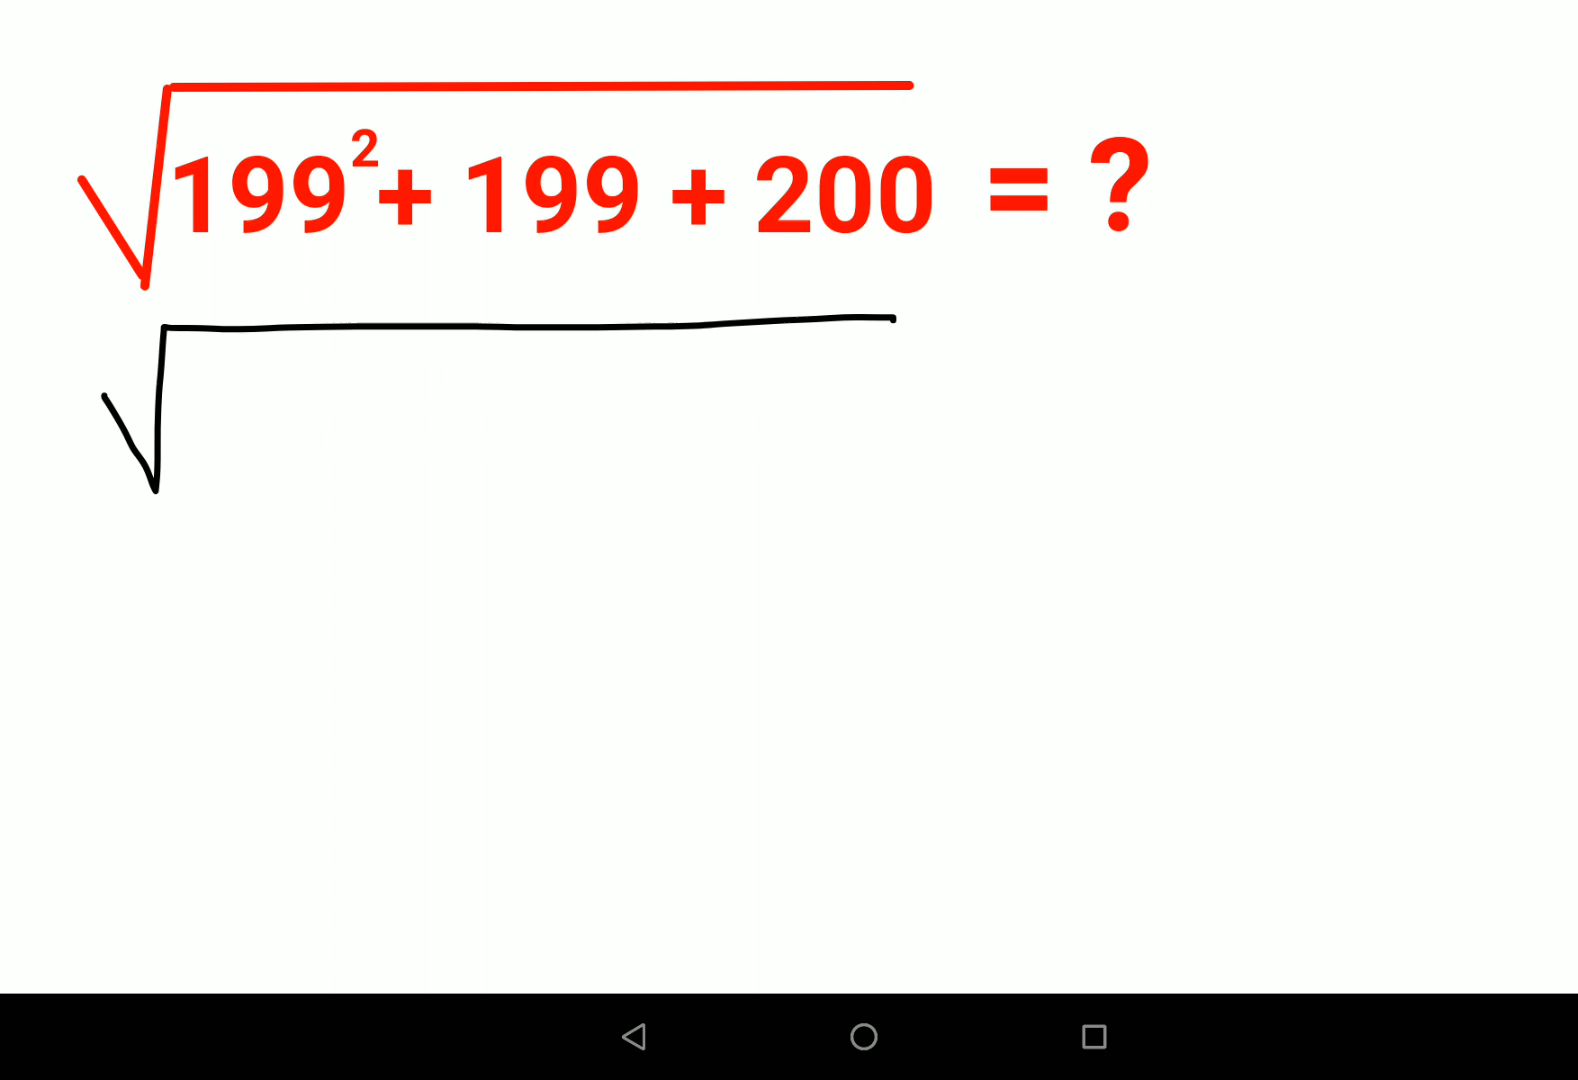 √199²+ 199 + 200 = ?
√